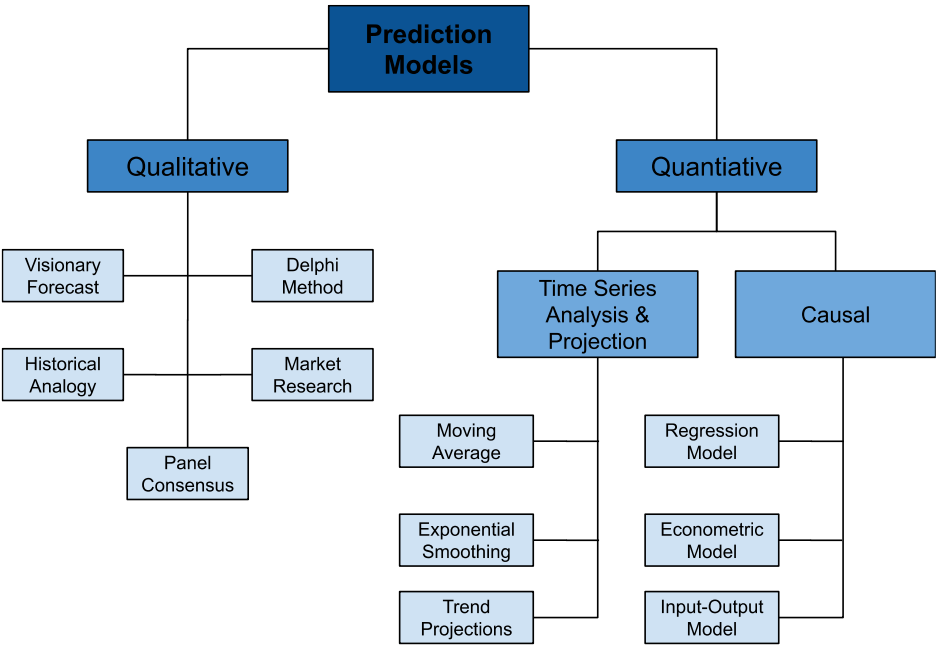 Prediction
Models
Qualitative
Quantiative
Visionary
Forecast
Delphi
Method
Historical
Analogy
Market
Research
Panel
Consensus
Time Series
Analysis &
Projection
Causal
Moving
Average
Regression
Model
Exponential
Smoothing
Econometric
Model
Trend
Projections
Input-Output
Model